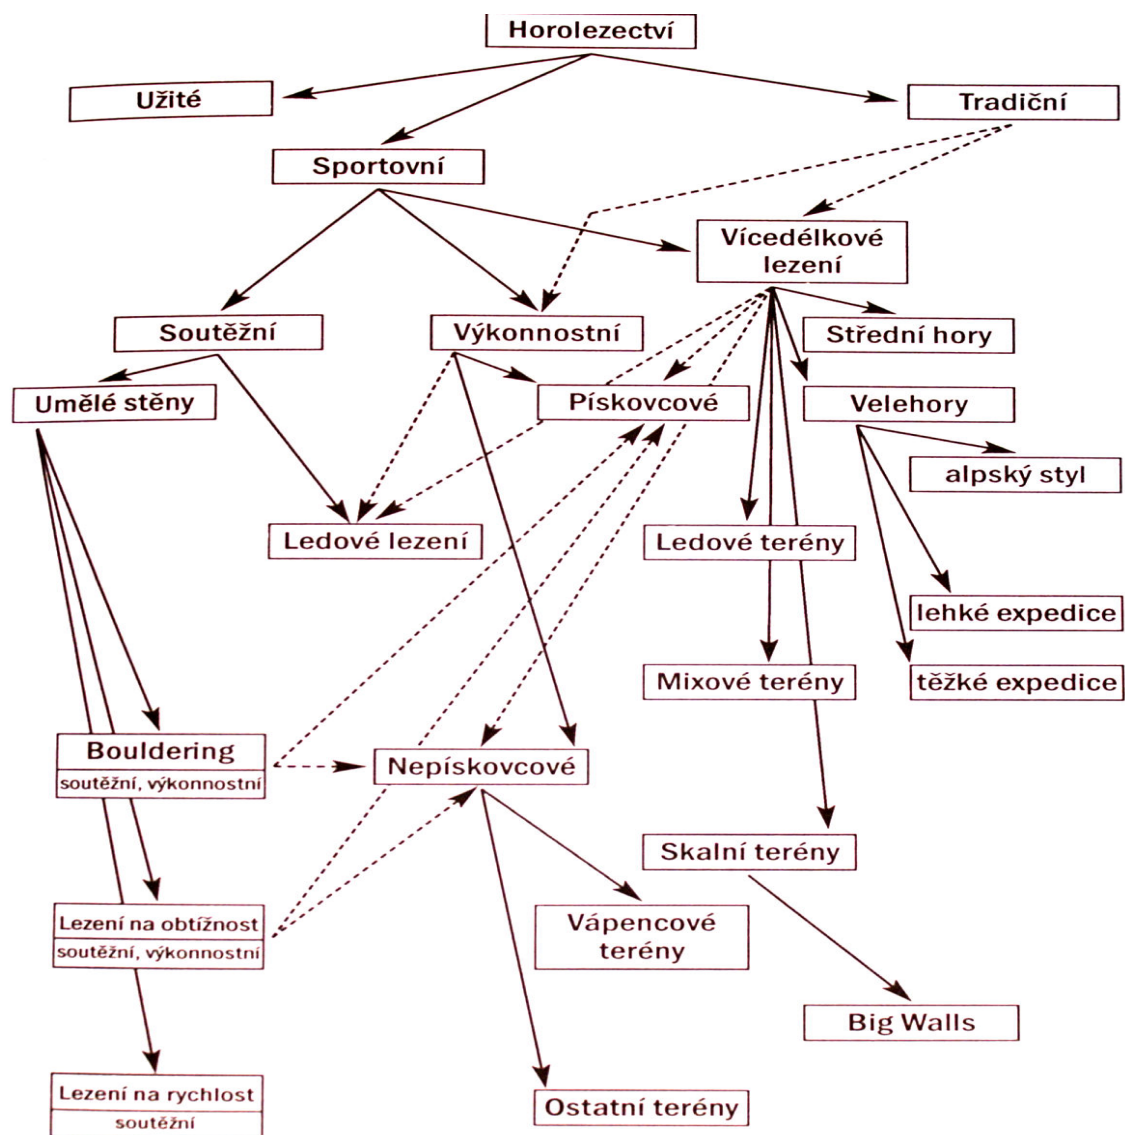 Horolezectví
Užité
Tradiční
Sportovní
Vícedélkové
lezení
Soutěžní
Výkonnostní
Střední hory
Umělé stěny
Pískovcové
Velehory
alpský styl
Ledové lezení
Ledové terény
lehké expedice
Mixové terény
těžké expedice
Bouldering
soutěžní, výkonnostní
Nepískovcové
Skalní terény
Lezení na obtížnost
soutěžní, výkonnostní
Vápencové
terény
Big Walls
Lezení na rychlost
soutěžní
Ostatní terény